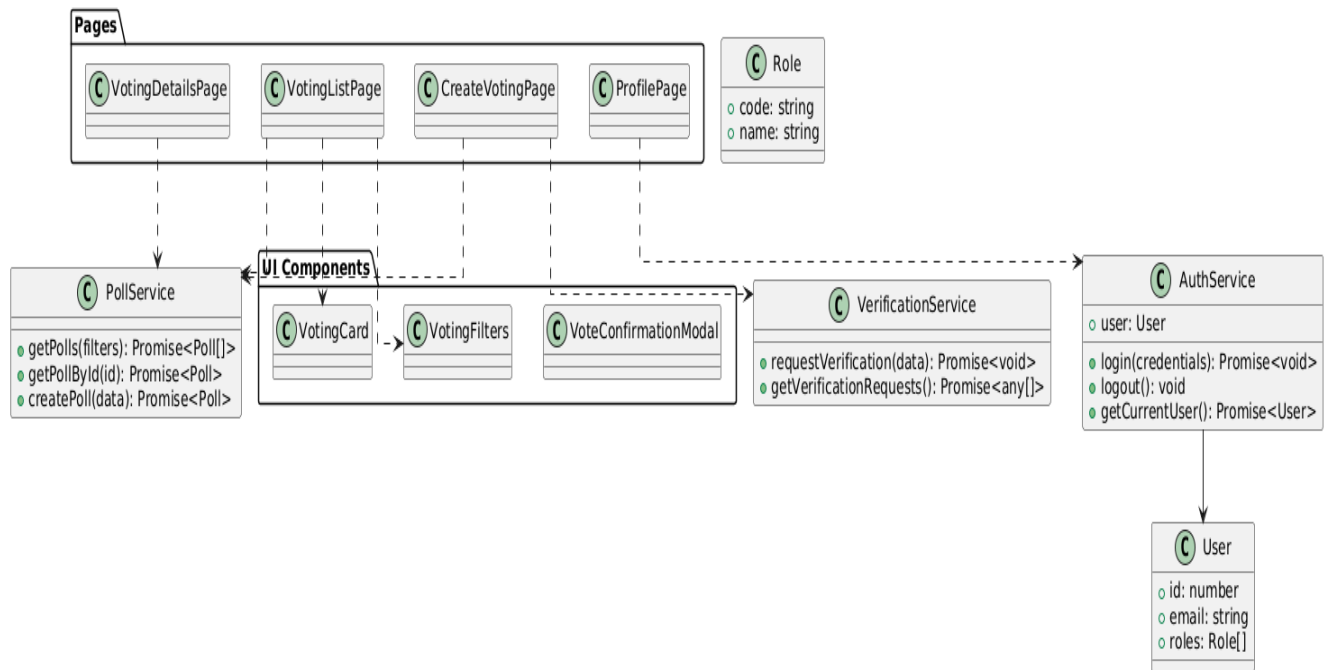 Pages
C VotingDetailsPage
C VotingListPage
C CreateVotingPage
C ProfilePage
C Role
code: string
name: string
C PollService
getPolls(filters): Promise<Poll[]>
getPollById(id): Promise<Poll>
createPoll(data): Promise<Poll>
UI Components
C VotingCard
C VotingFilters
C VoteConfirmationModal
C VerificationService
requestVerification(data): Promise<void>
getVerificationRequests(): Promise<any[]>
C AuthService
user: User
login(credentials): Promise<void>
logout(): void
getCurrentUser(): Promise<User>
C User
id: number
email: string
roles: Role[]